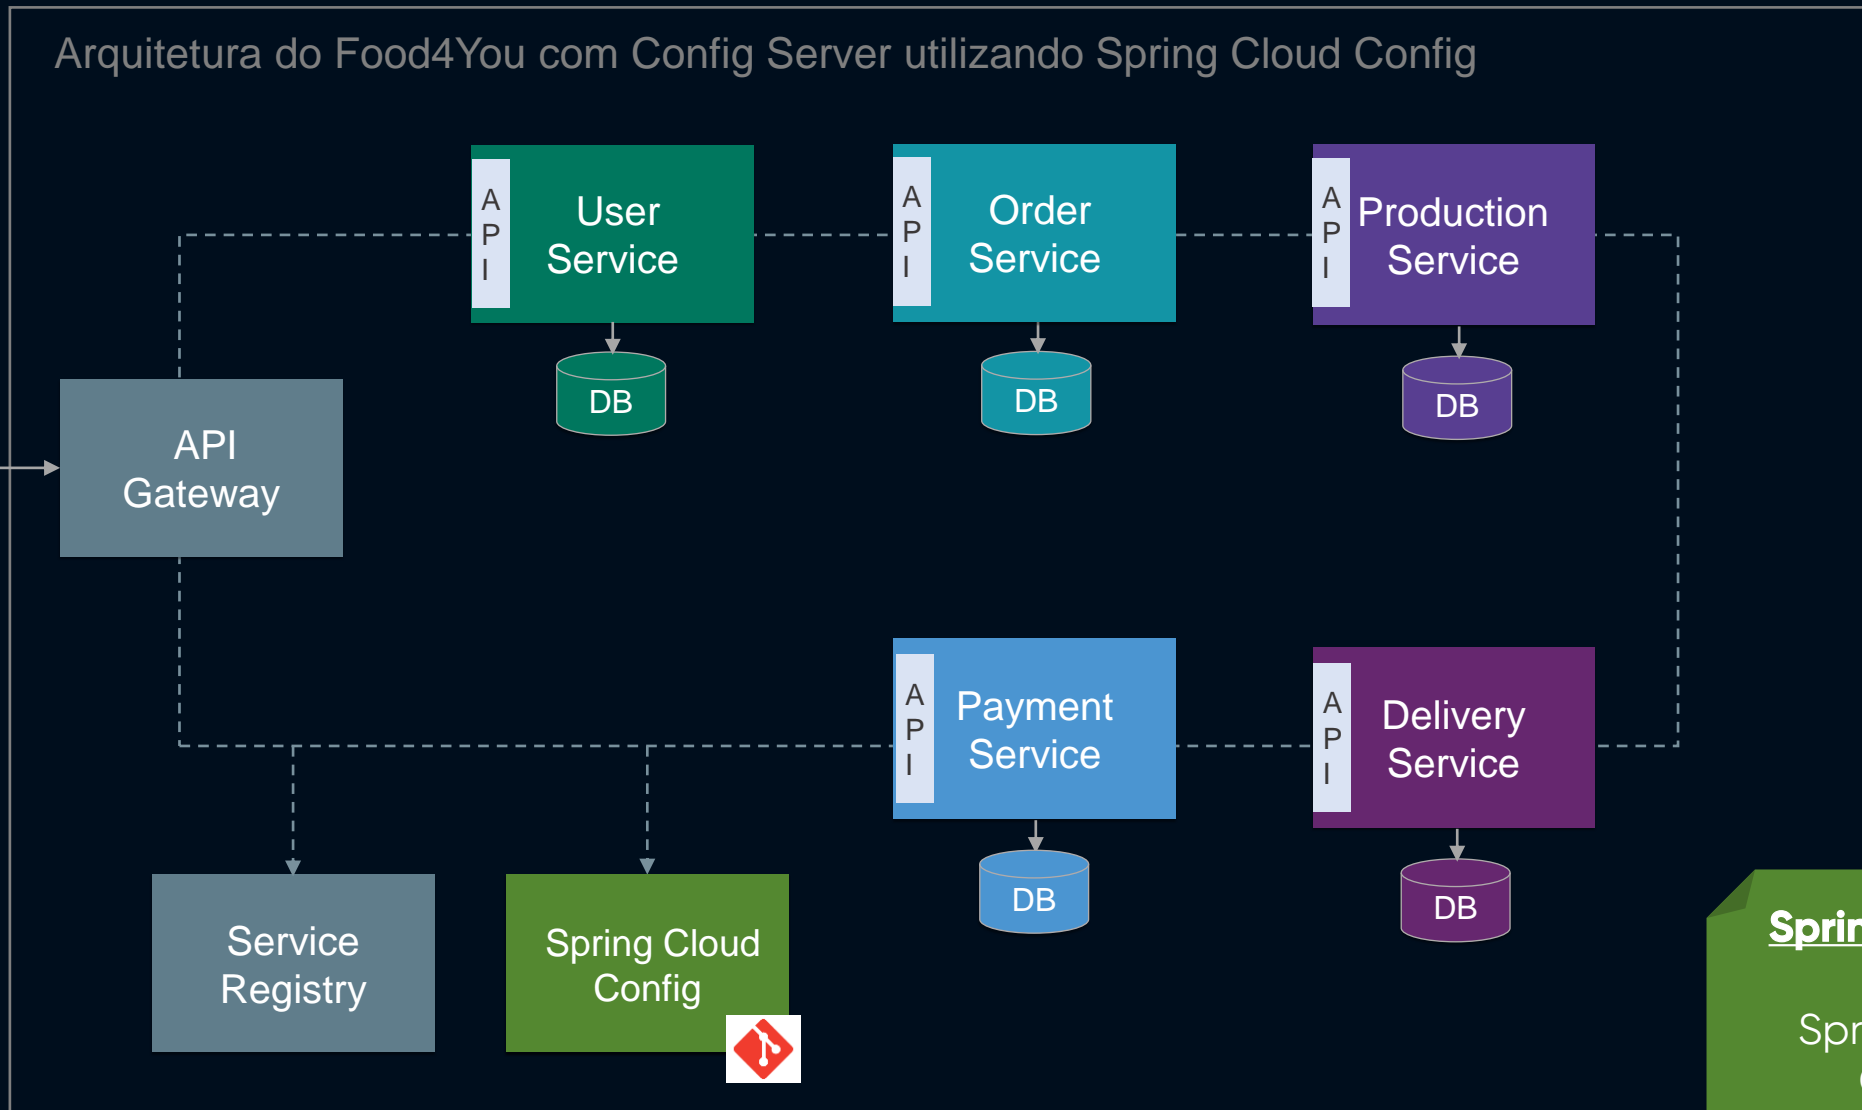 Arquitetura do Food4You com Config Server utilizando Spring Cloud Config
A
P
I
User
Service
A
P
I
Order
Service
A
P
I
Production
Service
DB
DB
DB
API
Gateway
A
P
I
Payment
Service
A
P
I
Delivery
Service
DB
DB
Service
Registry
Spring Cloud
Config